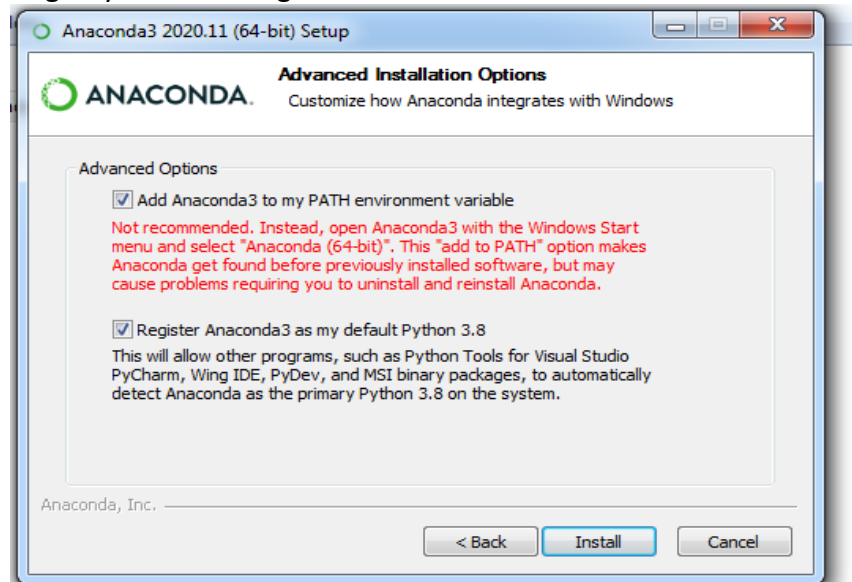 Anaconda3 2020.11 (64-bit) Setup
ANACONDA.
Advanced Installation Options
Customize how Anaconda integrates with Windows
Advanced Options
Add Anaconda3 to my PATH environment variable
Not recommended. Instead, open Anaconda3 with the Windows Start
menu and select "Anaconda (64-bit)". This "add to PATH" option makes
Anaconda get found before previously installed software, but may
cause problems requiring you to uninstall and reinstall Anaconda.
Register Anaconda3 as my default Python 3.8
This will allow other programs, such as Python Tools for Visual Studio
PyCharm, Wing IDE, PyDev, and MSI binary packages, to automatically
detect Anaconda as the primary Python 3.8 on the system.
Anaconda, Inc.
< Back Install Cancel